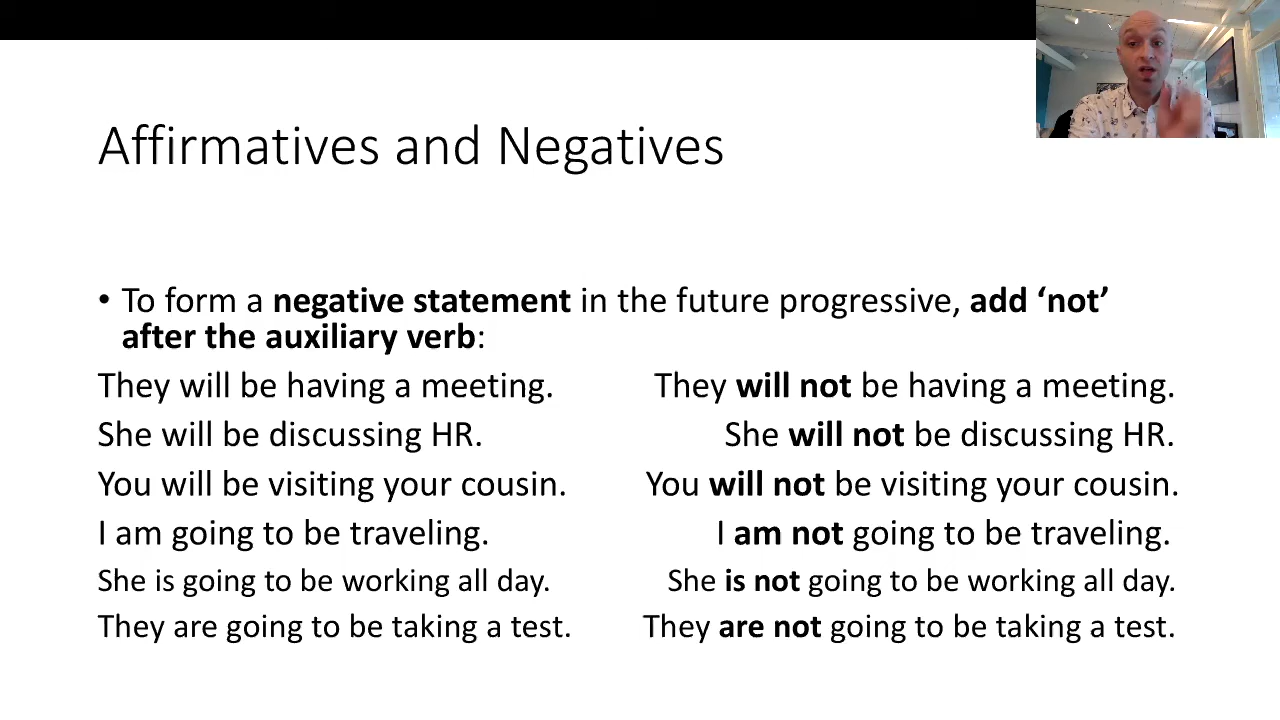 Affirmatives and Negatives
• To form a negative statement in the future progressive, add ‘not’
after the auxiliary verb:
They will be having a meeting. They will not be having a meeting.
She will be discussing HR. She will not be discussing HR.
You will be visiting your cousin. You will not be visiting your cousin.
I am going to be traveling. I am not going to be traveling.
She is going to be working all day. She is not going to be working all day.
They are going to be taking a test. They are not going to be taking a test.